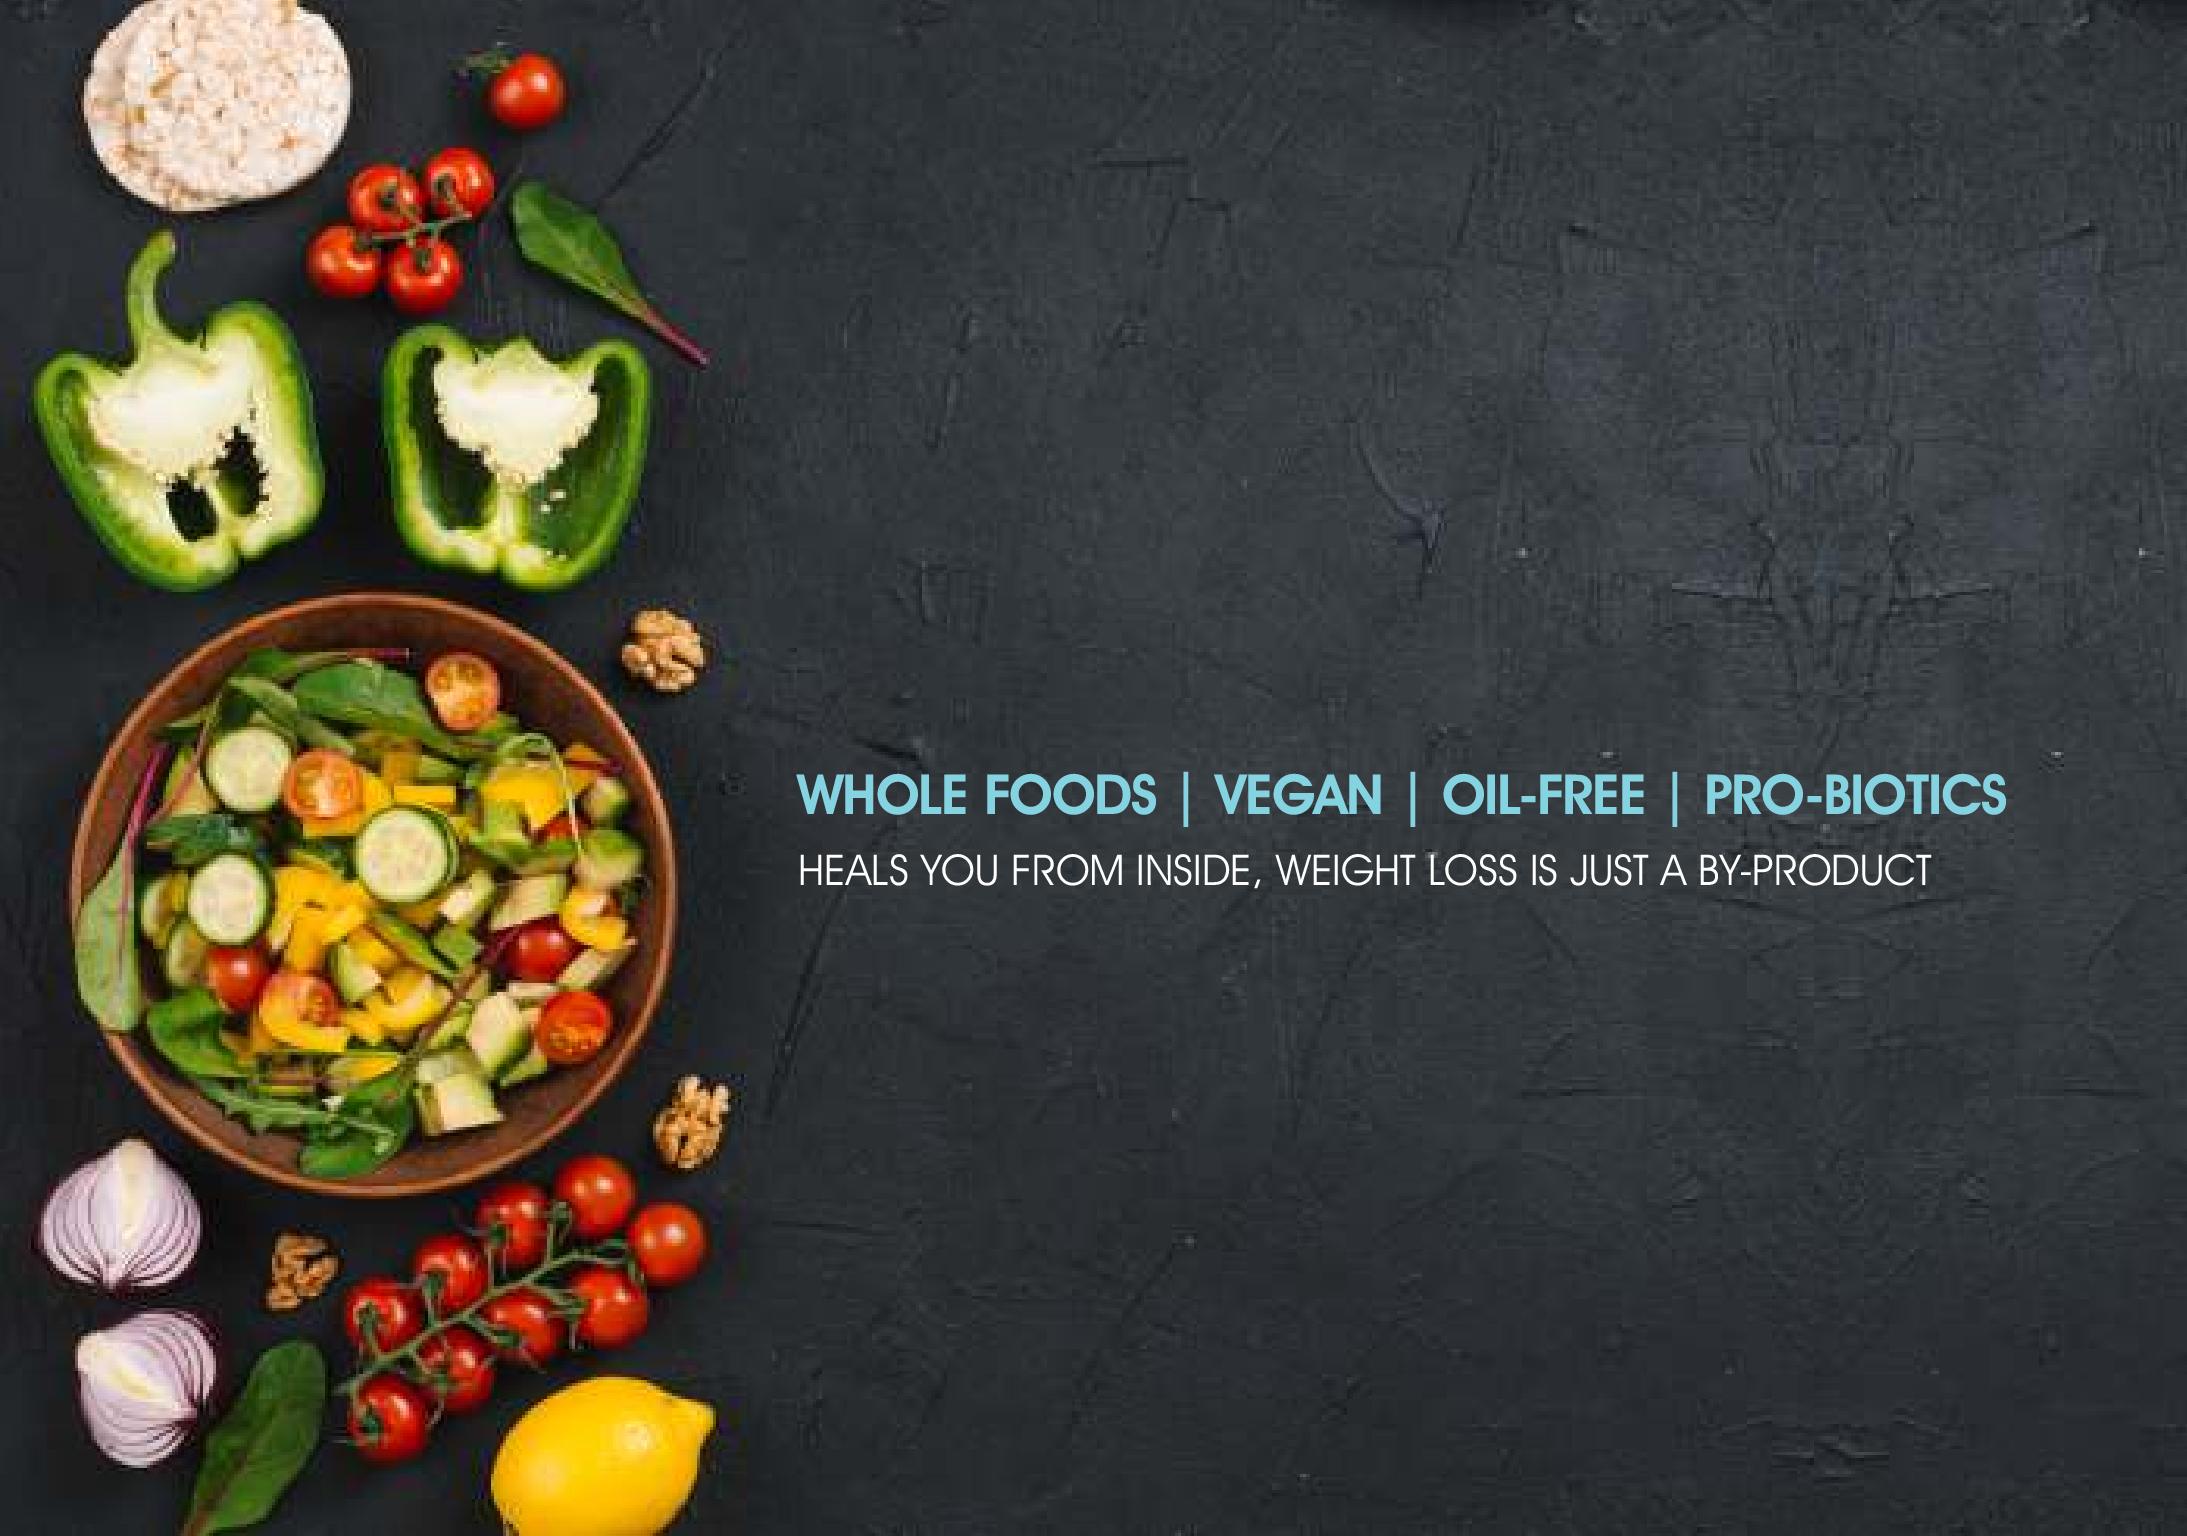 WHOLE FOODS | VEGAN | OIL-FREE | PRO-BIOTICS
HEALS YOU FROM INSIDE, WEIGHT LOSS IS JUST A BY-PRODUCT